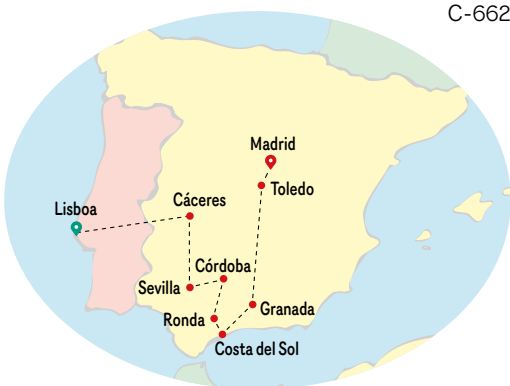 C-662
Madrid
Toledo
Cáceres
Lisboa
Córdoba
Sevilla
Granada
Ronda
Costa del Sol